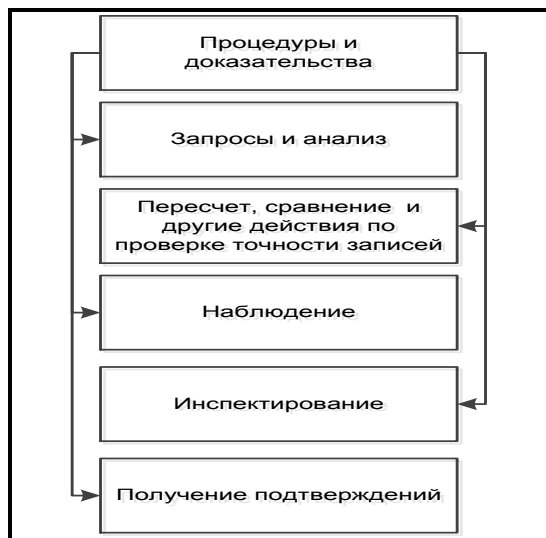 Процедуры и
доказательства
Запросы и анализ
Пересчет, сравнение и
другие действия по
проверке точности записей
Наблюдение
Инспектирование
Получение подтверждений